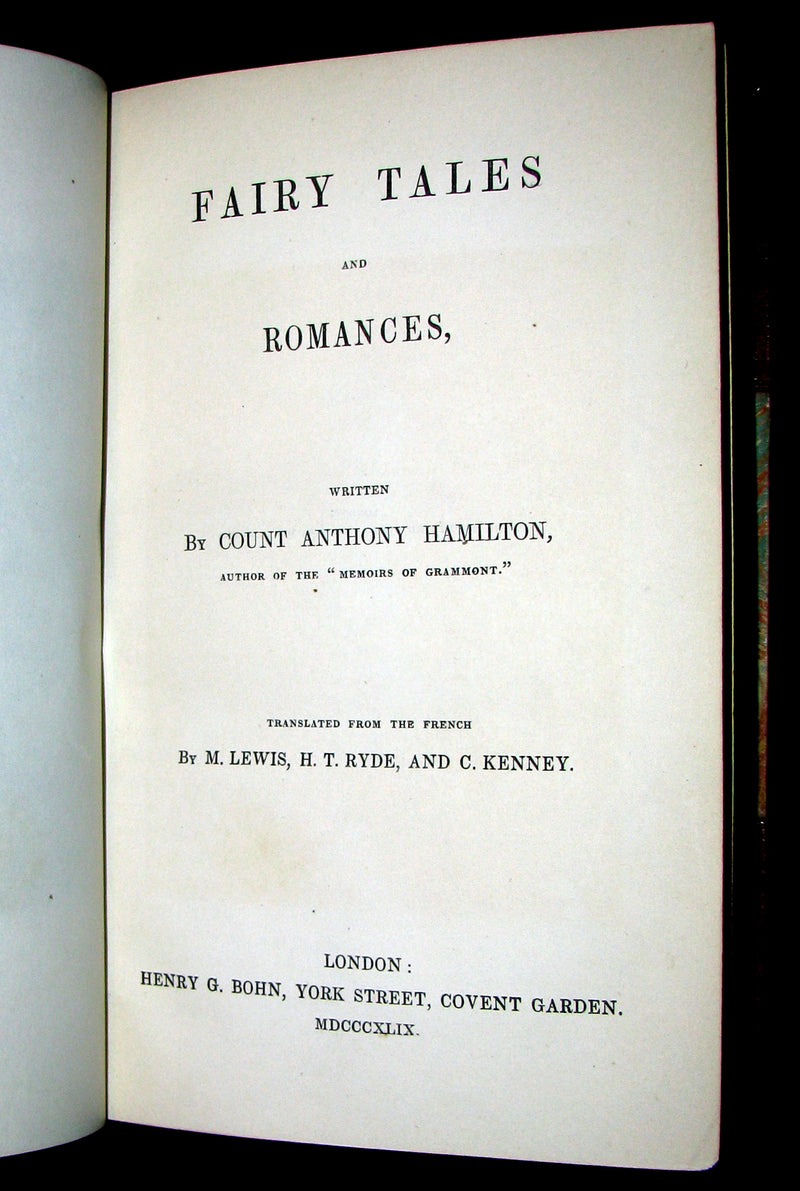 FAIRY TALES
AND
ROMANCES,
WRITTEN
By COUNT ANTHONY HAMILTON,
AUTHOR OF THE “MEMOIRS OF GRAMMONT.”
TRANSLATED FROM THE FRENCH
By M. LEWIS, H. T. RYDE, AND C. KENNEY.
LONDON:
HENRY G. BOHN, YORK STREET, COVENT GARDEN.
MDCCCXLIX.